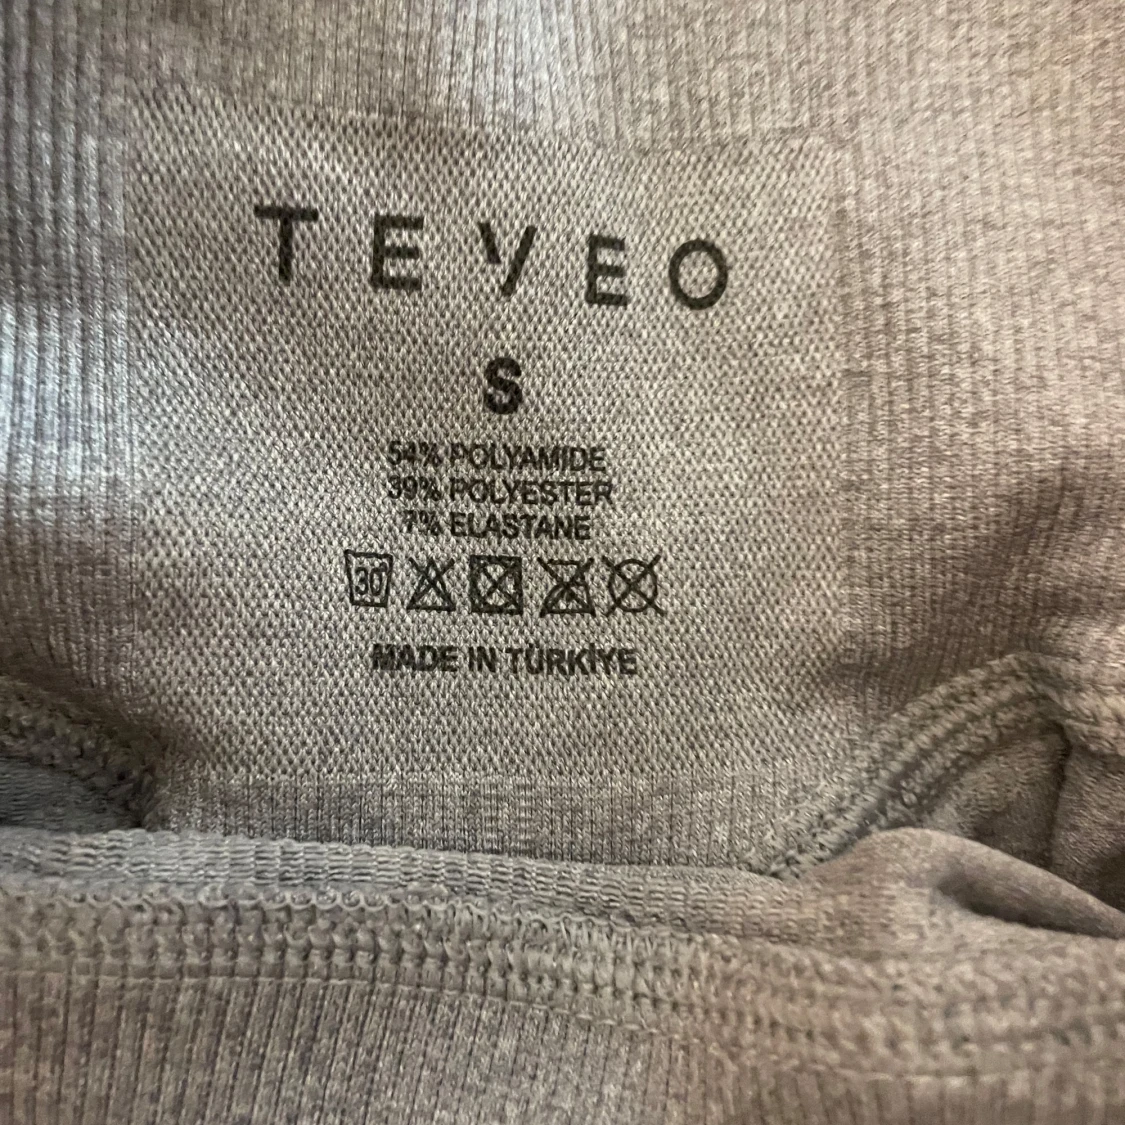 TEVEO
S
54% POLYAMIDE
39% POLYESTER
7% ELASTANE
30
MADE IN TÜRKİYE